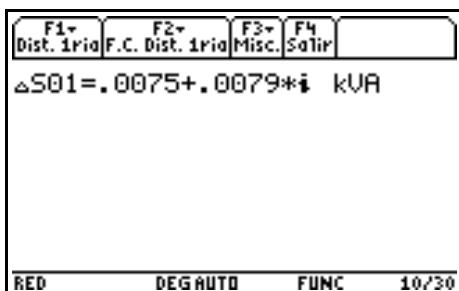 F1▾ F2▾ F3▾ F4
Dist. 1ria F.C. Dist. 1ria Misc. Salir
△S01=.0075+.0079*i kVA
RED DEG AUTO FUNC 10/30